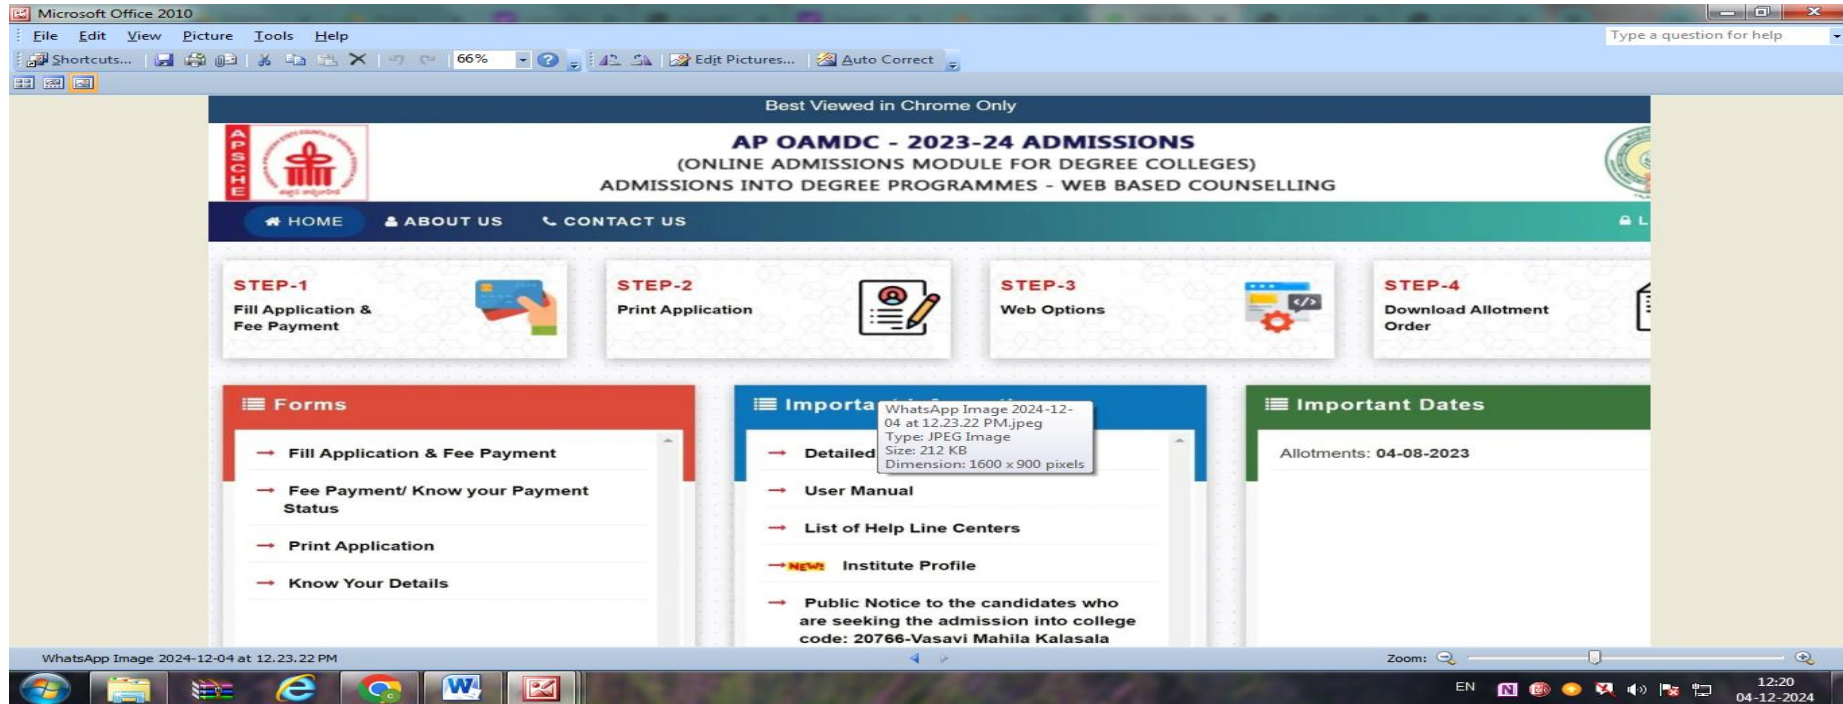 Microsoft Office 2010
File Edit View Picture Tools Help
Type a question for help
Shortcuts... 66% Edit Pictures... Auto Correct
Best Viewed in Chrome Only
APSCHE
AP OAMDC - 2023-24 ADMISSIONS
(ONLINE ADMISSIONS MODULE FOR DEGREE COLLEGES)
ADMISSIONS INTO DEGREE PROGRAMMES - WEB BASED COUNSELLING
HOME ABOUT US CONTACT US L
STEP-1
Fill Application &
Fee Payment
STEP-2
Print Application
STEP-3
Web Options
STEP-4
Download Allotment
Order
Forms
Fill Application & Fee Payment
Fee Payment/ Know your Payment
Status
Print Application
Know Your Details
Importa
WhatsApp Image 2024-12-
04 at 12.23.22 PM.jpeg
Type: JPEG Image
Size: 212 KB
Dimension: 1600 x 900 pixels
Detailed
User Manual
List of Help Line Centers
NEW! Institute Profile
Public Notice to the candidates who
are seeking the admission into college
code: 20766-Vasavi Mahila Kalasala
Important Dates
Allotments: 04-08-2023
WhatsApp Image 2024-12-04 at 12.23.22 PM
Zoom:
EN
12:20
04-12-2024